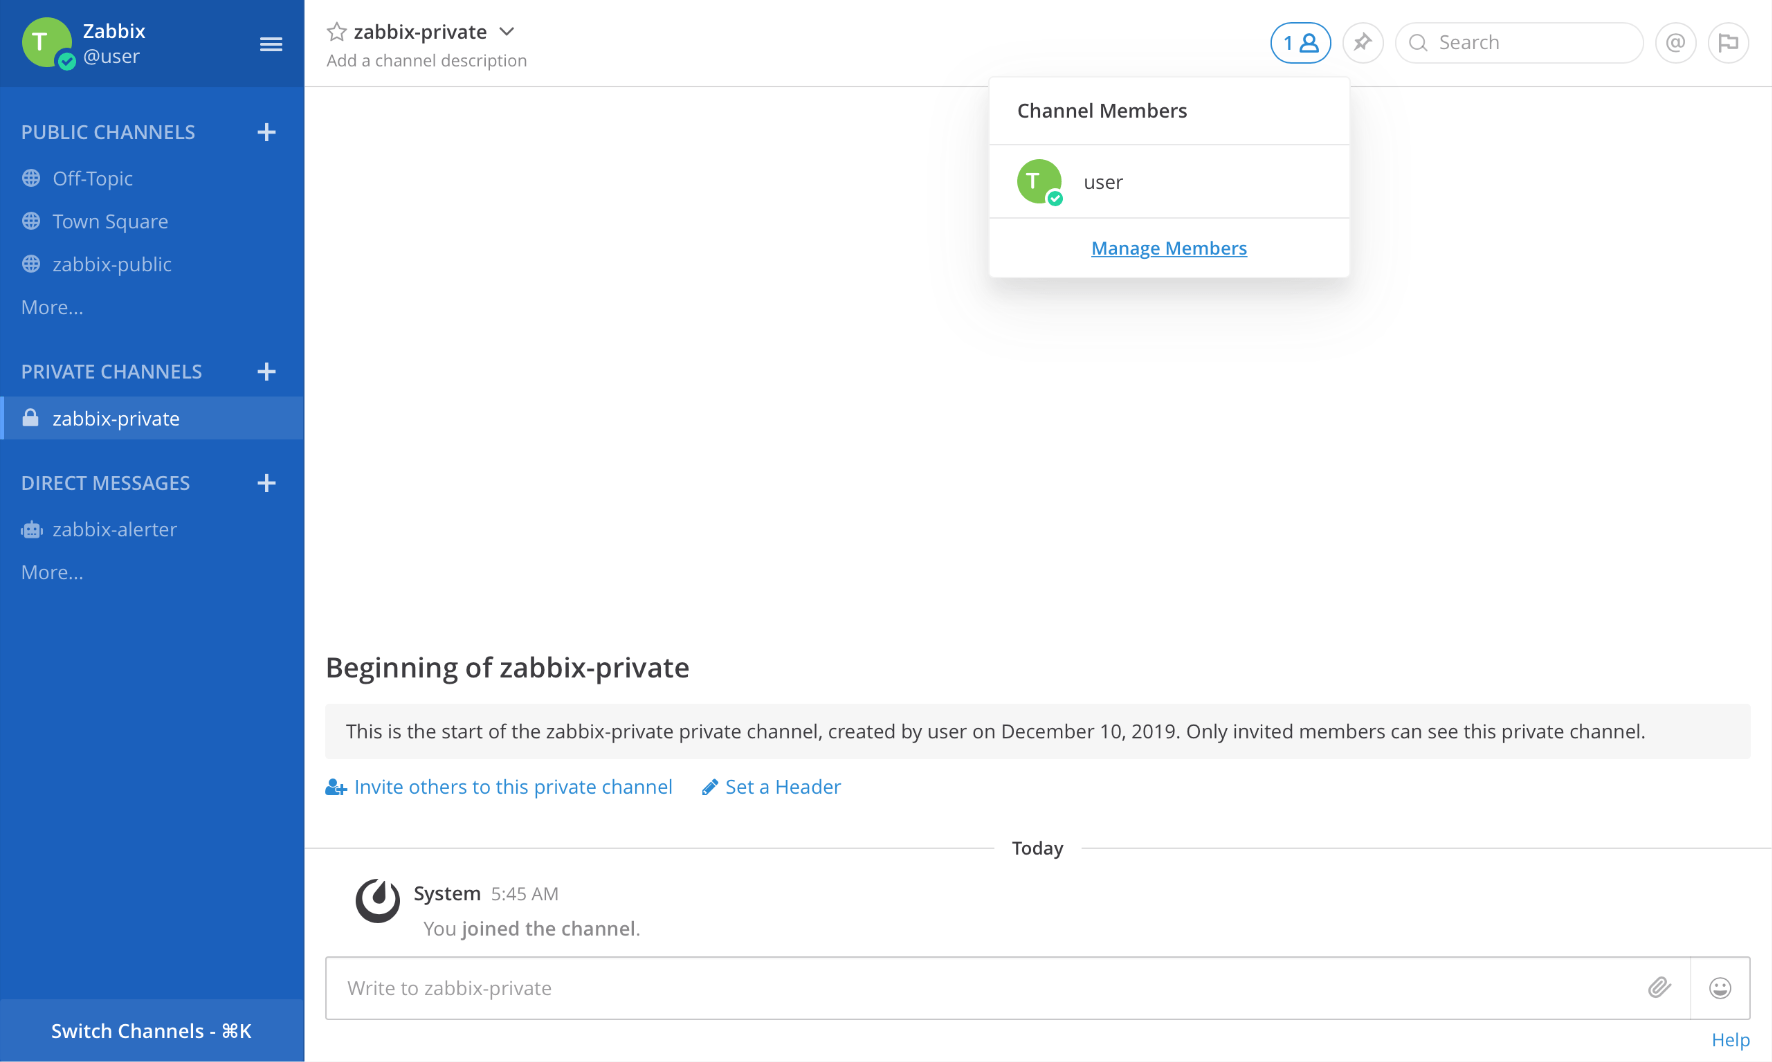 T
Zabbix
@user
PUBLIC CHANNELS +
Off-Topic
Town Square
zabbix-public
More...
PRIVATE CHANNELS +
zabbix-private
DIRECT MESSAGES +
zabbix-alerter
More...
Switch Channels - ⌘K
zabbix-private
Add a channel description
1
Search
@
Channel Members
T
user
Manage Members
Beginning of zabbix-private
This is the start of the zabbix-private private channel, created by user on December 10, 2019. Only invited members can see this private channel.
Invite others to this private channel Set a Header
Today
System 5:45 AM
You joined the channel.
Write to zabbix-private
Help